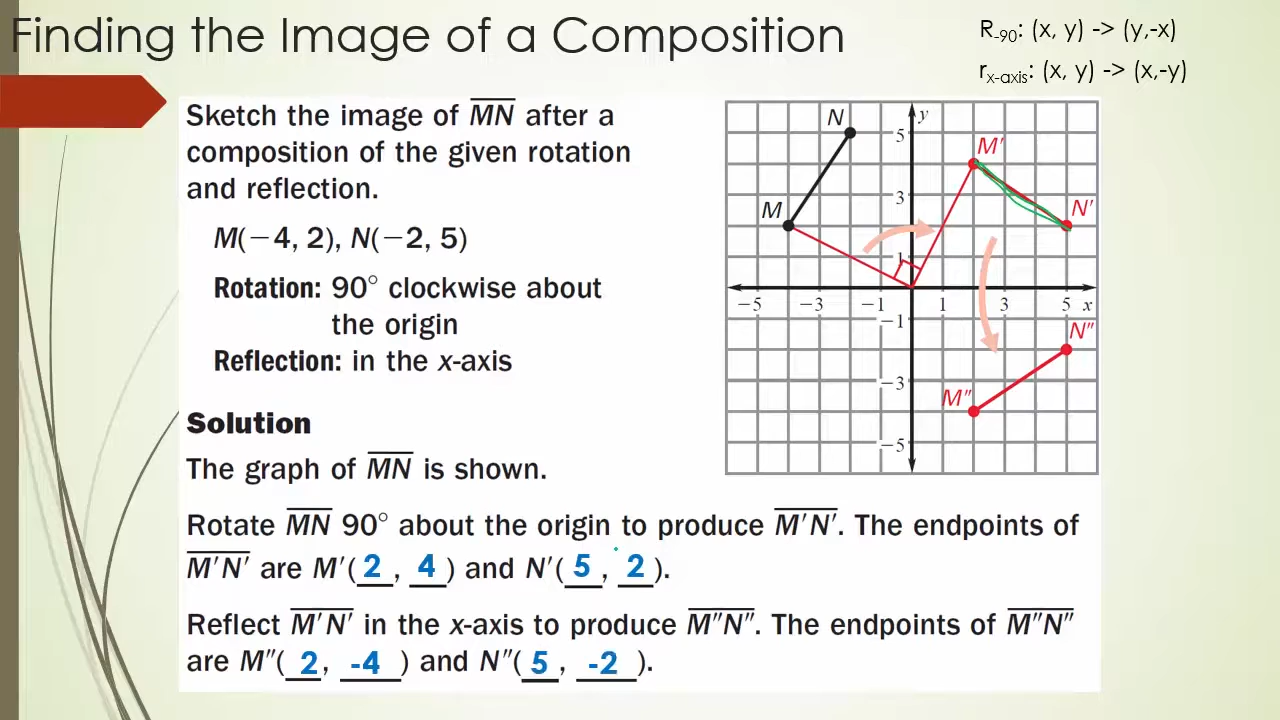 Finding the Image of a Composition
R-90: (x, y) -> (y,-x)
rx-axis: (x, y) -> (x,-y)
Sketch the image of MN after a
composition of the given rotation
and reflection.
M(−4, 2), N(−2, 5)
Rotation: 90° clockwise about
the origin
Reflection: in the x-axis
Solution
The graph of MN is shown.
Rotate MN 90° about the origin to produce M′N′. The endpoints of
M′N′ are M′(2, 4) and N′(5, 2).
Reflect M′N′ in the x-axis to produce M″N″. The endpoints of M″N″
are M″(2, -4) and N″(5, -2).
N
5
y
M′
3
M
N′
1
−5
−3
−1
1
3
5
x
−1
N″
−3
M″
−5